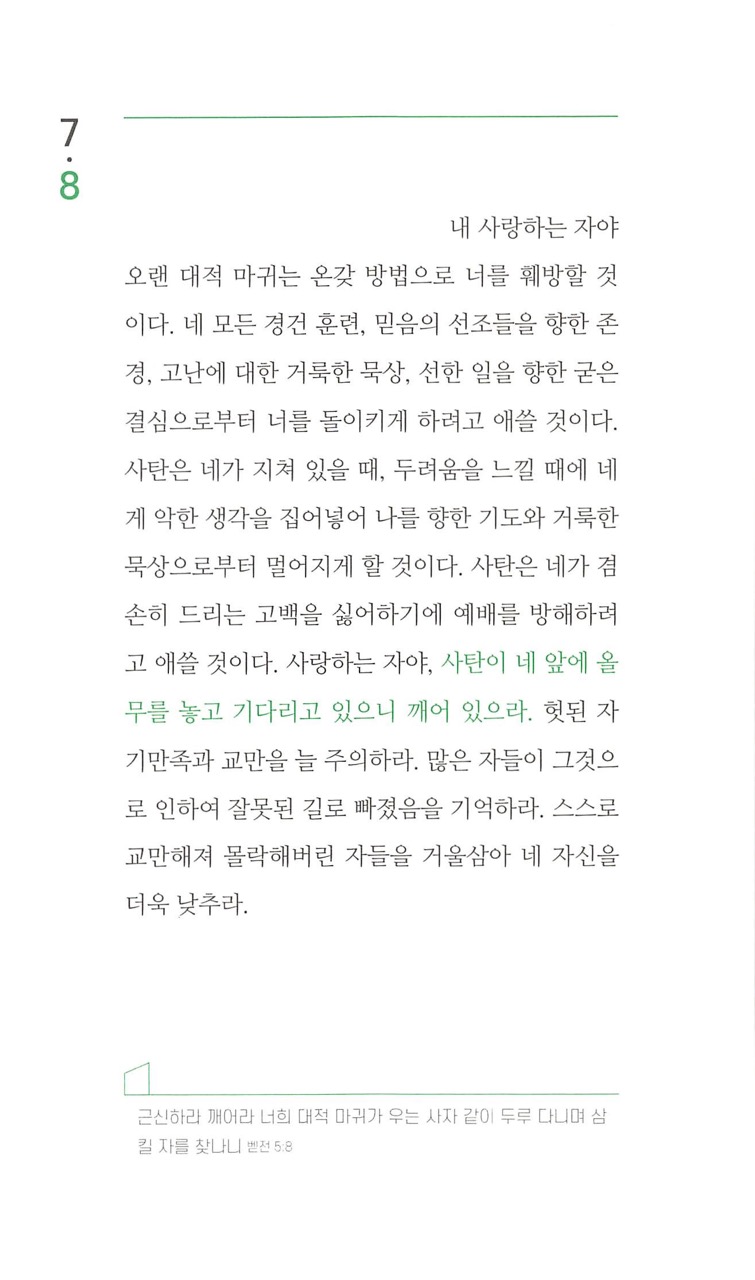 7
·
8
내 사랑하는 자야
오랜 대적 마귀는 온갖 방법으로 너를 훼방할 것
이다. 네 모든 경건 훈련, 믿음의 선조들을 향한 존
경, 고난에 대한 거룩한 묵상, 선한 일을 향한 굳은
결심으로부터 너를 돌이키게 하려고 애쓸 것이다.
사탄은 네가 지쳐 있을 때, 두려움을 느낄 때에 네
게 악한 생각을 집어넣어 나를 향한 기도와 거룩한
묵상으로부터 멀어지게 할 것이다. 사탄은 네가 겸
손히 드리는 고백을 싫어하기에 예배를 방해하려
고 애쓸 것이다. 사랑하는 자야, 사탄이 네 앞에 올
무를 놓고 기다리고 있으니 깨어 있으라. 헛된 자
기만족과 교만을 늘 주의하라. 많은 자들이 그것으
로 인하여 잘못된 길로 빠졌음을 기억하라. 스스로
교만해져 몰락해버린 자들을 거울삼아 네 자신을
더욱 낮추라.
근신하라 깨어라 너희 대적 마귀가 우는 사자 같이 두루 다니며 삼
킬 자를 찾나니 벧전 5:8